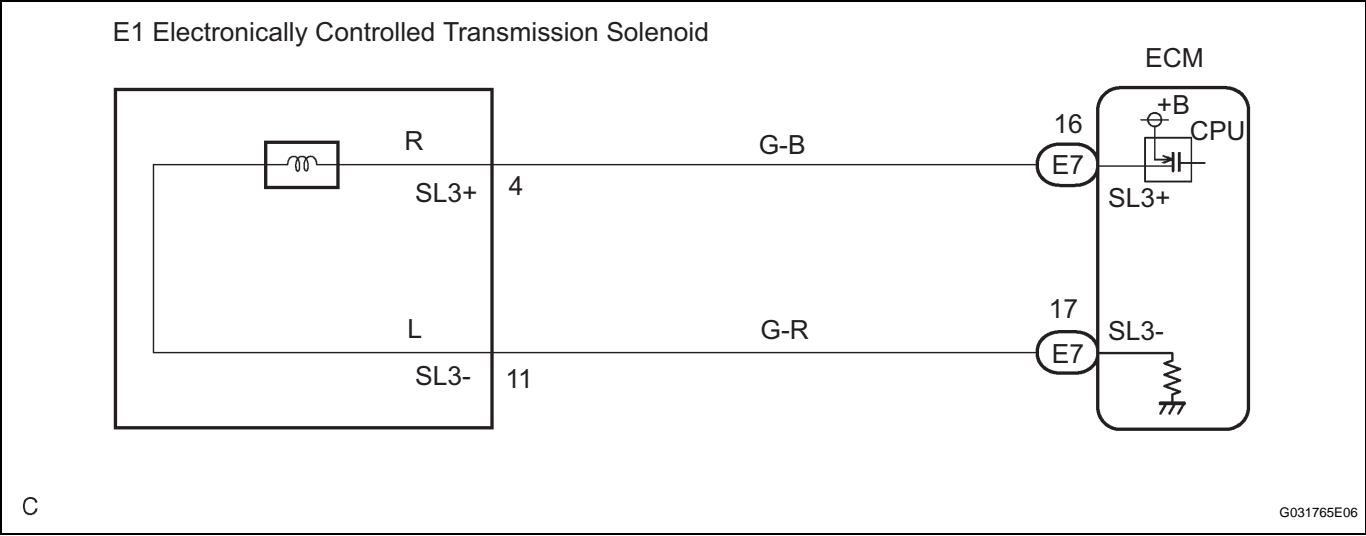 E1 Electronically Controlled Transmission Solenoid
ECM
+B
CPU
16
R
G-B
E7
SL3+
4
SL3+
17
L
G-R
E7
SL3-
SL3-
11
C
G031765E06